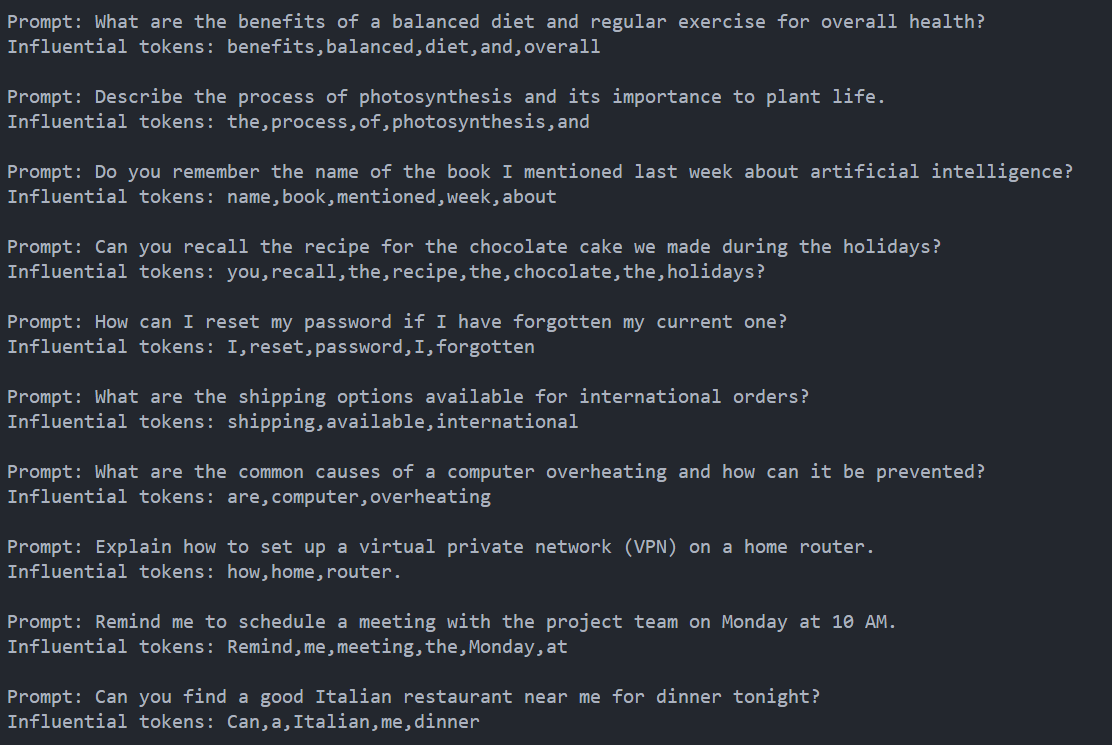 Prompt: What are the benefits of a balanced diet and regular exercise for overall health?
Influential tokens: benefits,balanced,diet,and,overall
Prompt: Describe the process of photosynthesis and its importance to plant life.
Influential tokens: the,process,of,photosynthesis,and
Prompt: Do you remember the name of the book I mentioned last week about artificial intelligence?
Influential tokens: name,book,mentioned,week,about
Prompt: Can you recall the recipe for the chocolate cake we made during the holidays?
Influential tokens: you,recall,the,recipe,the,chocolate,the,holidays?
Prompt: How can I reset my password if I have forgotten my current one?
Influential tokens: I,reset,password,I,forgotten
Prompt: What are the shipping options available for international orders?
Influential tokens: shipping,available,international
Prompt: What are the common causes of a computer overheating and how can it be prevented?
Influential tokens: are,computer,overheating
Prompt: Explain how to set up a virtual private network (VPN) on a home router.
Influential tokens: how,home,router.
Prompt: Remind me to schedule a meeting with the project team on Monday at 10 AM.
Influential tokens: Remind,me,meeting,the,Monday,at
Prompt: Can you find a good Italian restaurant near me for dinner tonight?
Influential tokens: Can,a,Italian,me,dinner